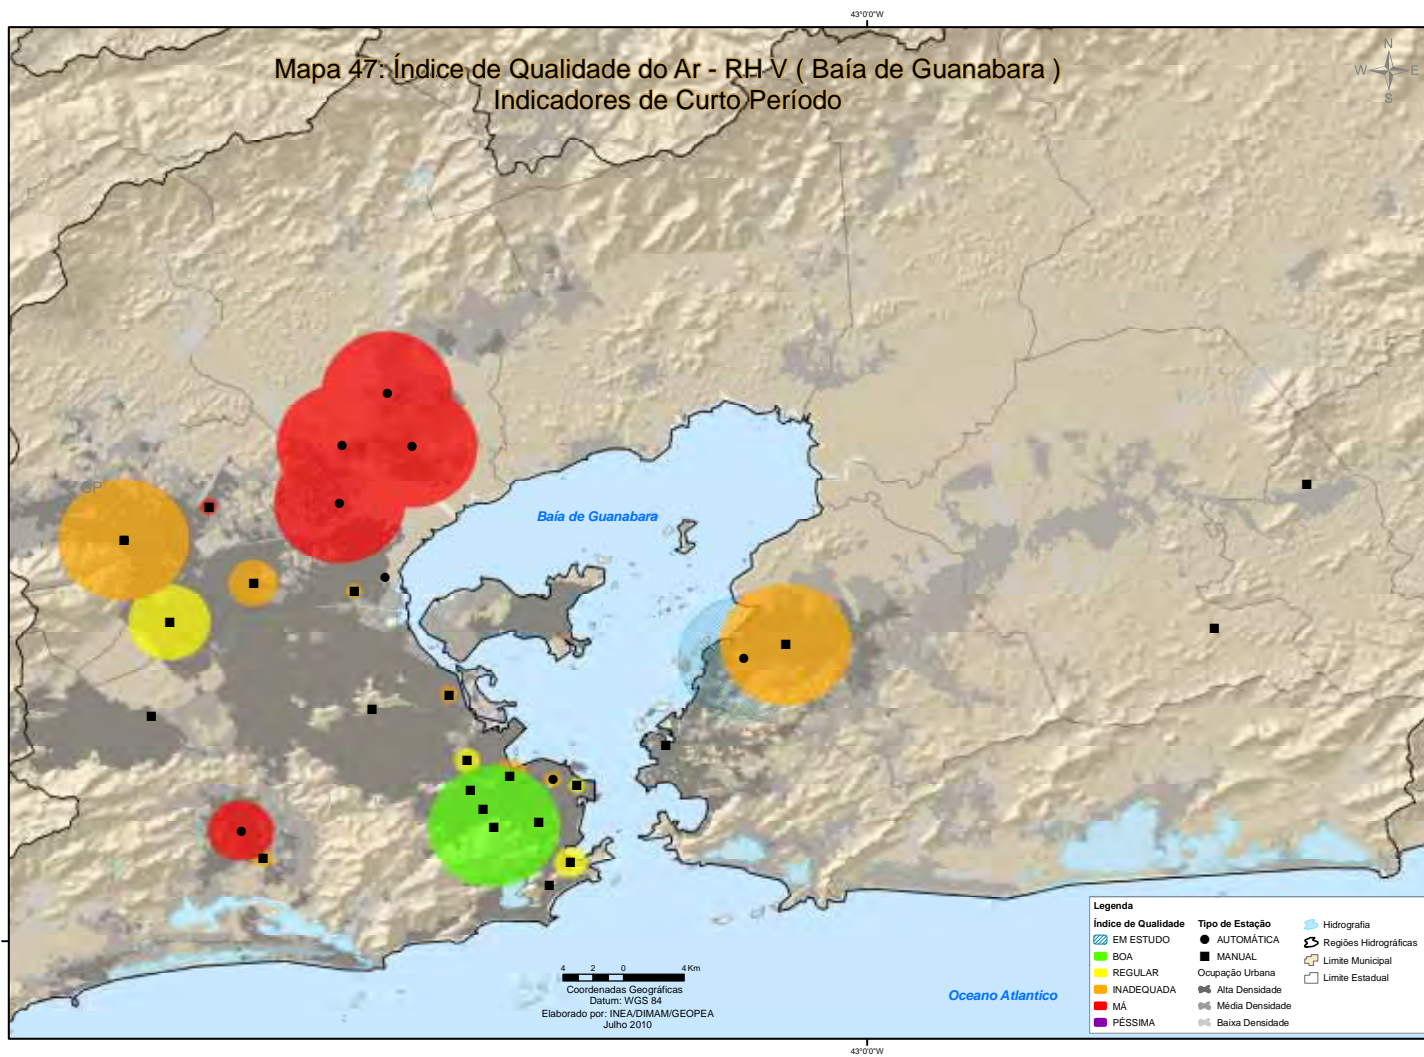 43°0'0"W
Mapa 47: Índice de Qualidade do Ar - RH V ( Baía de Guanabara )
Indicadores de Curto Período
N
W E
S
GP
Baía de Guanabara
Oceano Atlantico
4 2 0 4 Km
Coordenadas Geográficas
Datum: WGS 84
Elaborado por: INEA/DIMAM/GEOPEA
Julho 2010
Legenda
Índice de Qualidade
EM ESTUDO
BOA
REGULAR
INADEQUADA
MÁ
PÉSSIMA
Tipo de Estação
AUTOMÁTICA
MANUAL
Ocupação Urbana
Alta Densidade
Média Densidade
Baixa Densidade
Hidrografia
Regiões Hidrográficas
Limite Municipal
Limite Estadual
43°0'0"W